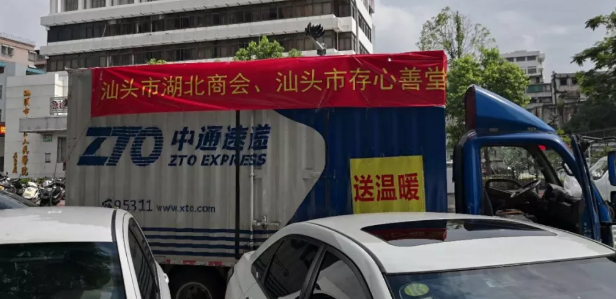 汕头市湖北商会、汕头市存心善堂
ZTO 中通速递
ZTO EXPRESS
送温暖
95311 www.zto.com